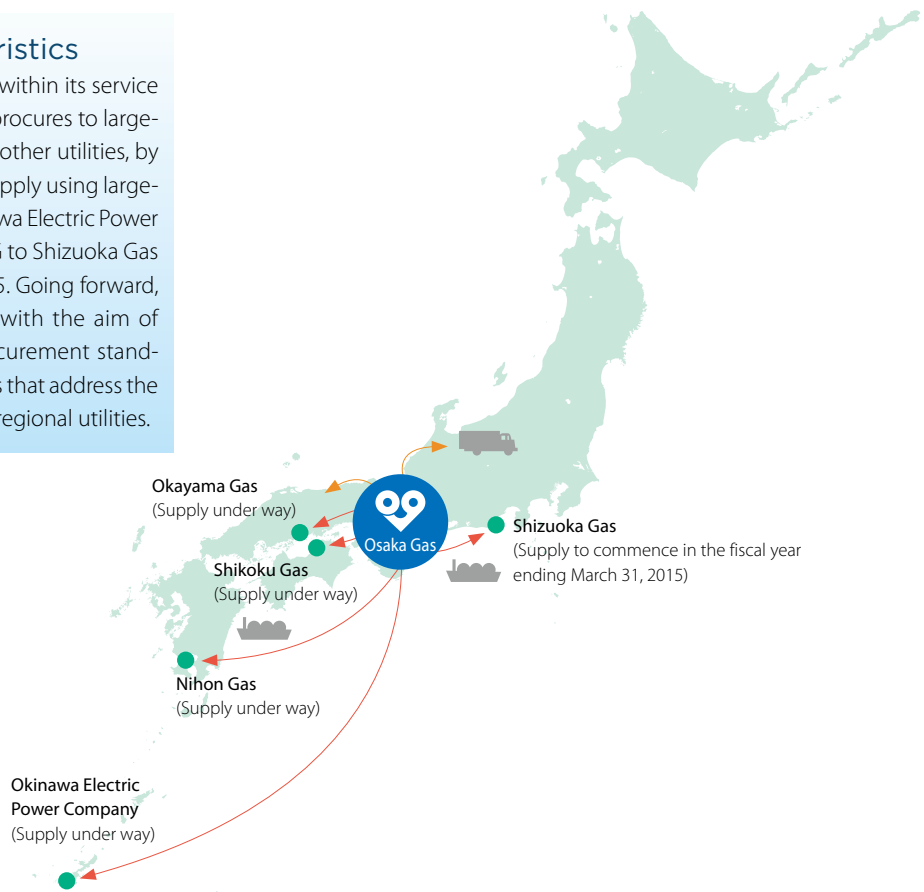 ristics
within its service
procures to large-
other utilities, by
pply using large-
wa Electric Power
to Shizuoka Gas
5. Going forward,
with the aim of
curement stand-
s that address the
regional utilities.
Okayama Gas
(Supply under way)
Osaka Gas
Shizuoka Gas
(Supply to commence in the fiscal year
ending March 31, 2015)
Shikoku Gas
(Supply under way)
Nihon Gas
(Supply under way)
Okinawa Electric
Power Company
(Supply under way)